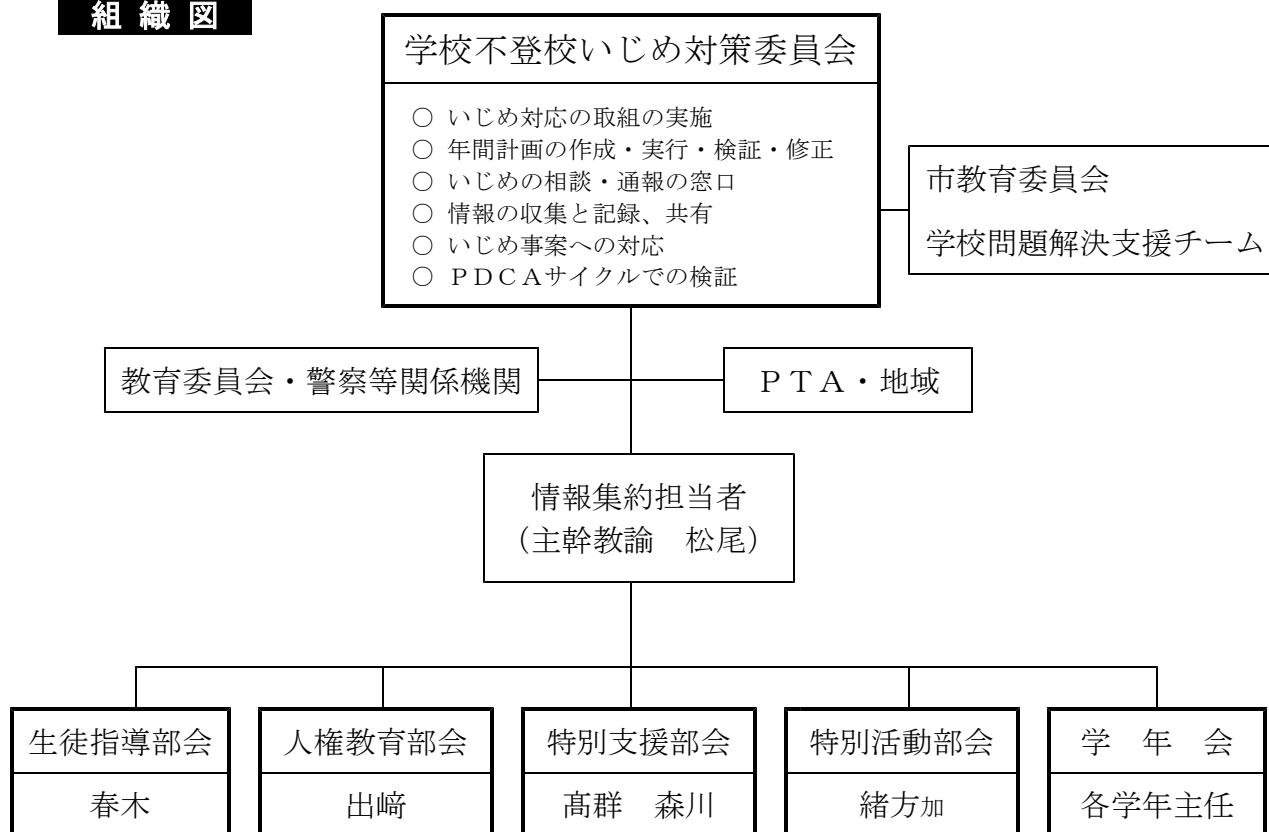 組 織 図
学校不登校いじめ対策委員会
○ いじめ対応の取組の実施
○ 年間計画の作成・実行・検証・修正
○ いじめの相談・通報の窓口
○ 情報の収集と記録、共有
○ いじめ事案への対応
○ ＰＤＣＡサイクルでの検証
市教育委員会
学校問題解決支援チーム
教育委員会・警察等関係機関
ＰＴＡ・地域
情報集約担当者
（主幹教諭　松尾）
生徒指導部会
春木
人権教育部会
出﨑
特別支援部会
髙群　森川
特別活動部会
緒方加
学　年　会
各学年主任